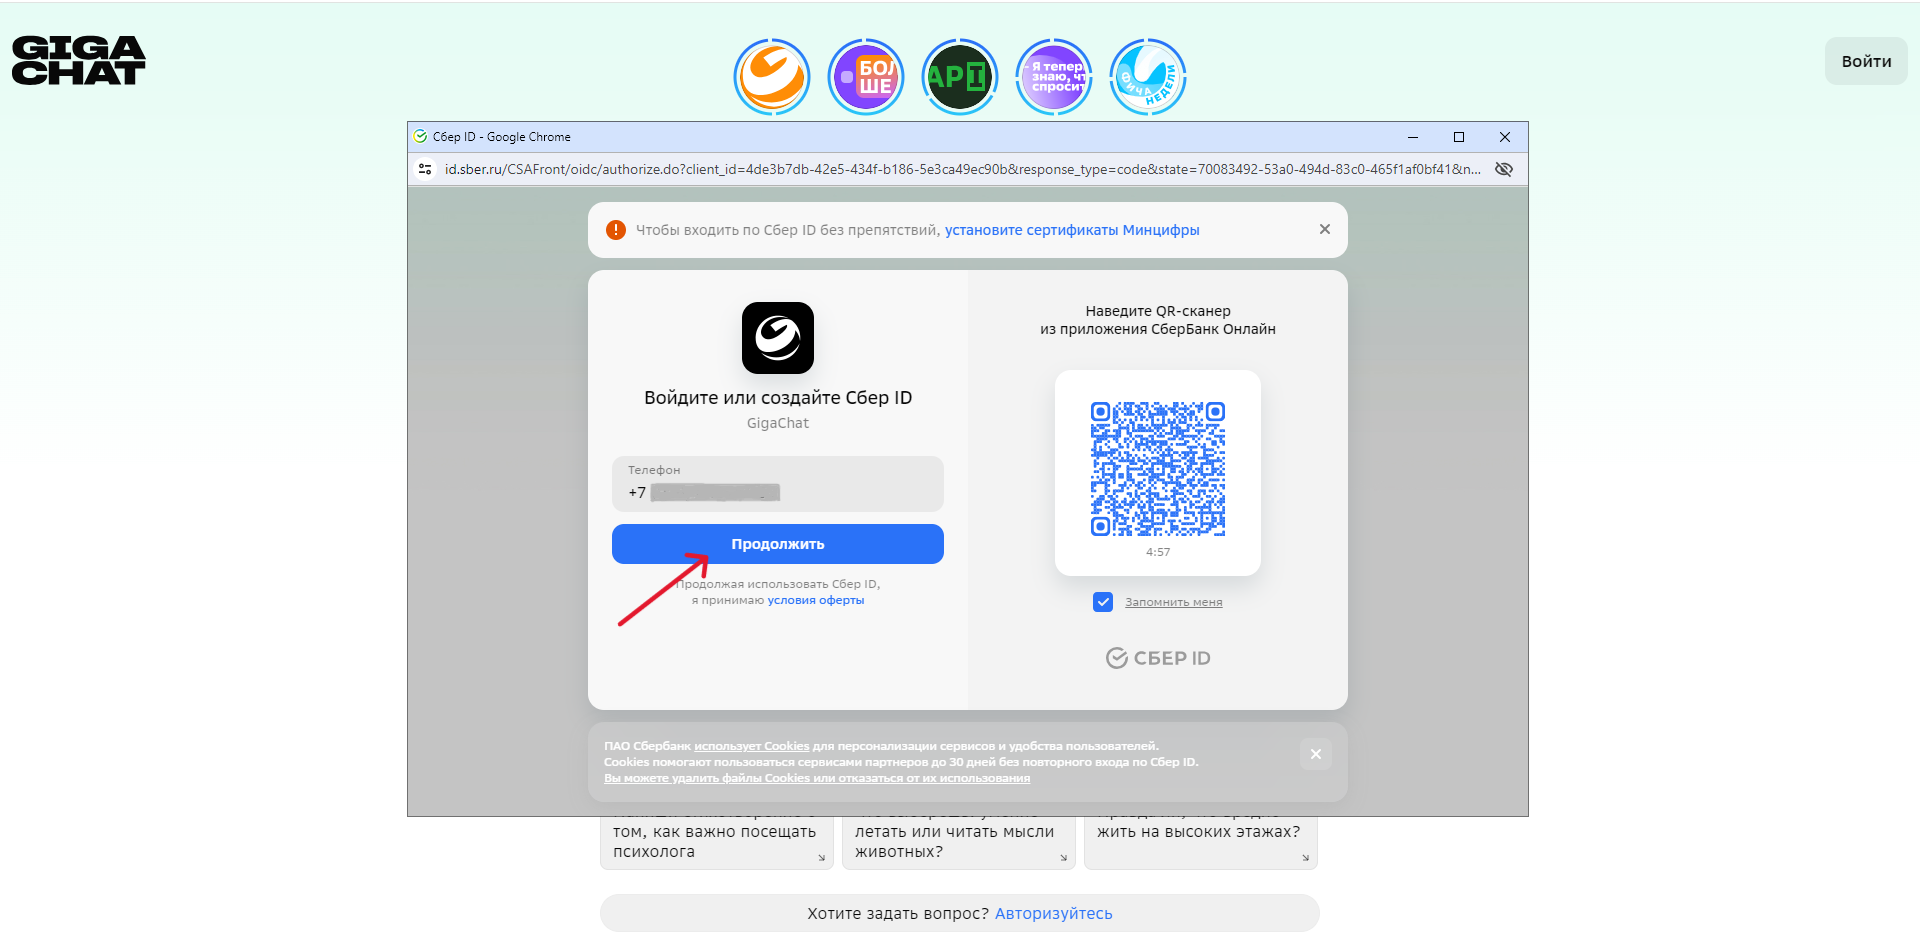 GIGA
CHAT
БОЛ
ШЕ
API
- Я тепер
знаю, чт
спросит
ФИЧА
НЕДЕЛИ
Войти
Сбер ID - Google Chrome
id.sber.ru/CSAFront/oidc/authorize.do?client_id=4de3b7db-42e5-434f-b186-5e3ca49ec90b&response_type=code&state=70083492-53a0-494d-83c0-465f1af0bf41&n...
Чтобы входить по Сбер ID без препятствий, установите сертификаты Минцифры
Войдите или создайте Сбер ID
GigaChat
Телефон
+7
Продолжить
Продолжая использовать Сбер ID,
я принимаю условия оферты
Наведите QR-сканер
из приложения СберБанк Онлайн
4:57
Запомнить меня
СБЕР ID
ПАО Сбербанк использует Cookies для персонализации сервисов и удобства пользователей.
Cookies помогают пользоваться сервисами партнеров до 30 дней без повторного входа по Сбер ID.
Вы можете удалить файлы Cookies или отказаться от их использования
том, как важно посещать
психолога
летать или читать мысли
животных?
жить на высоких этажах?
Хотите задать вопрос? Авторизуйтесь